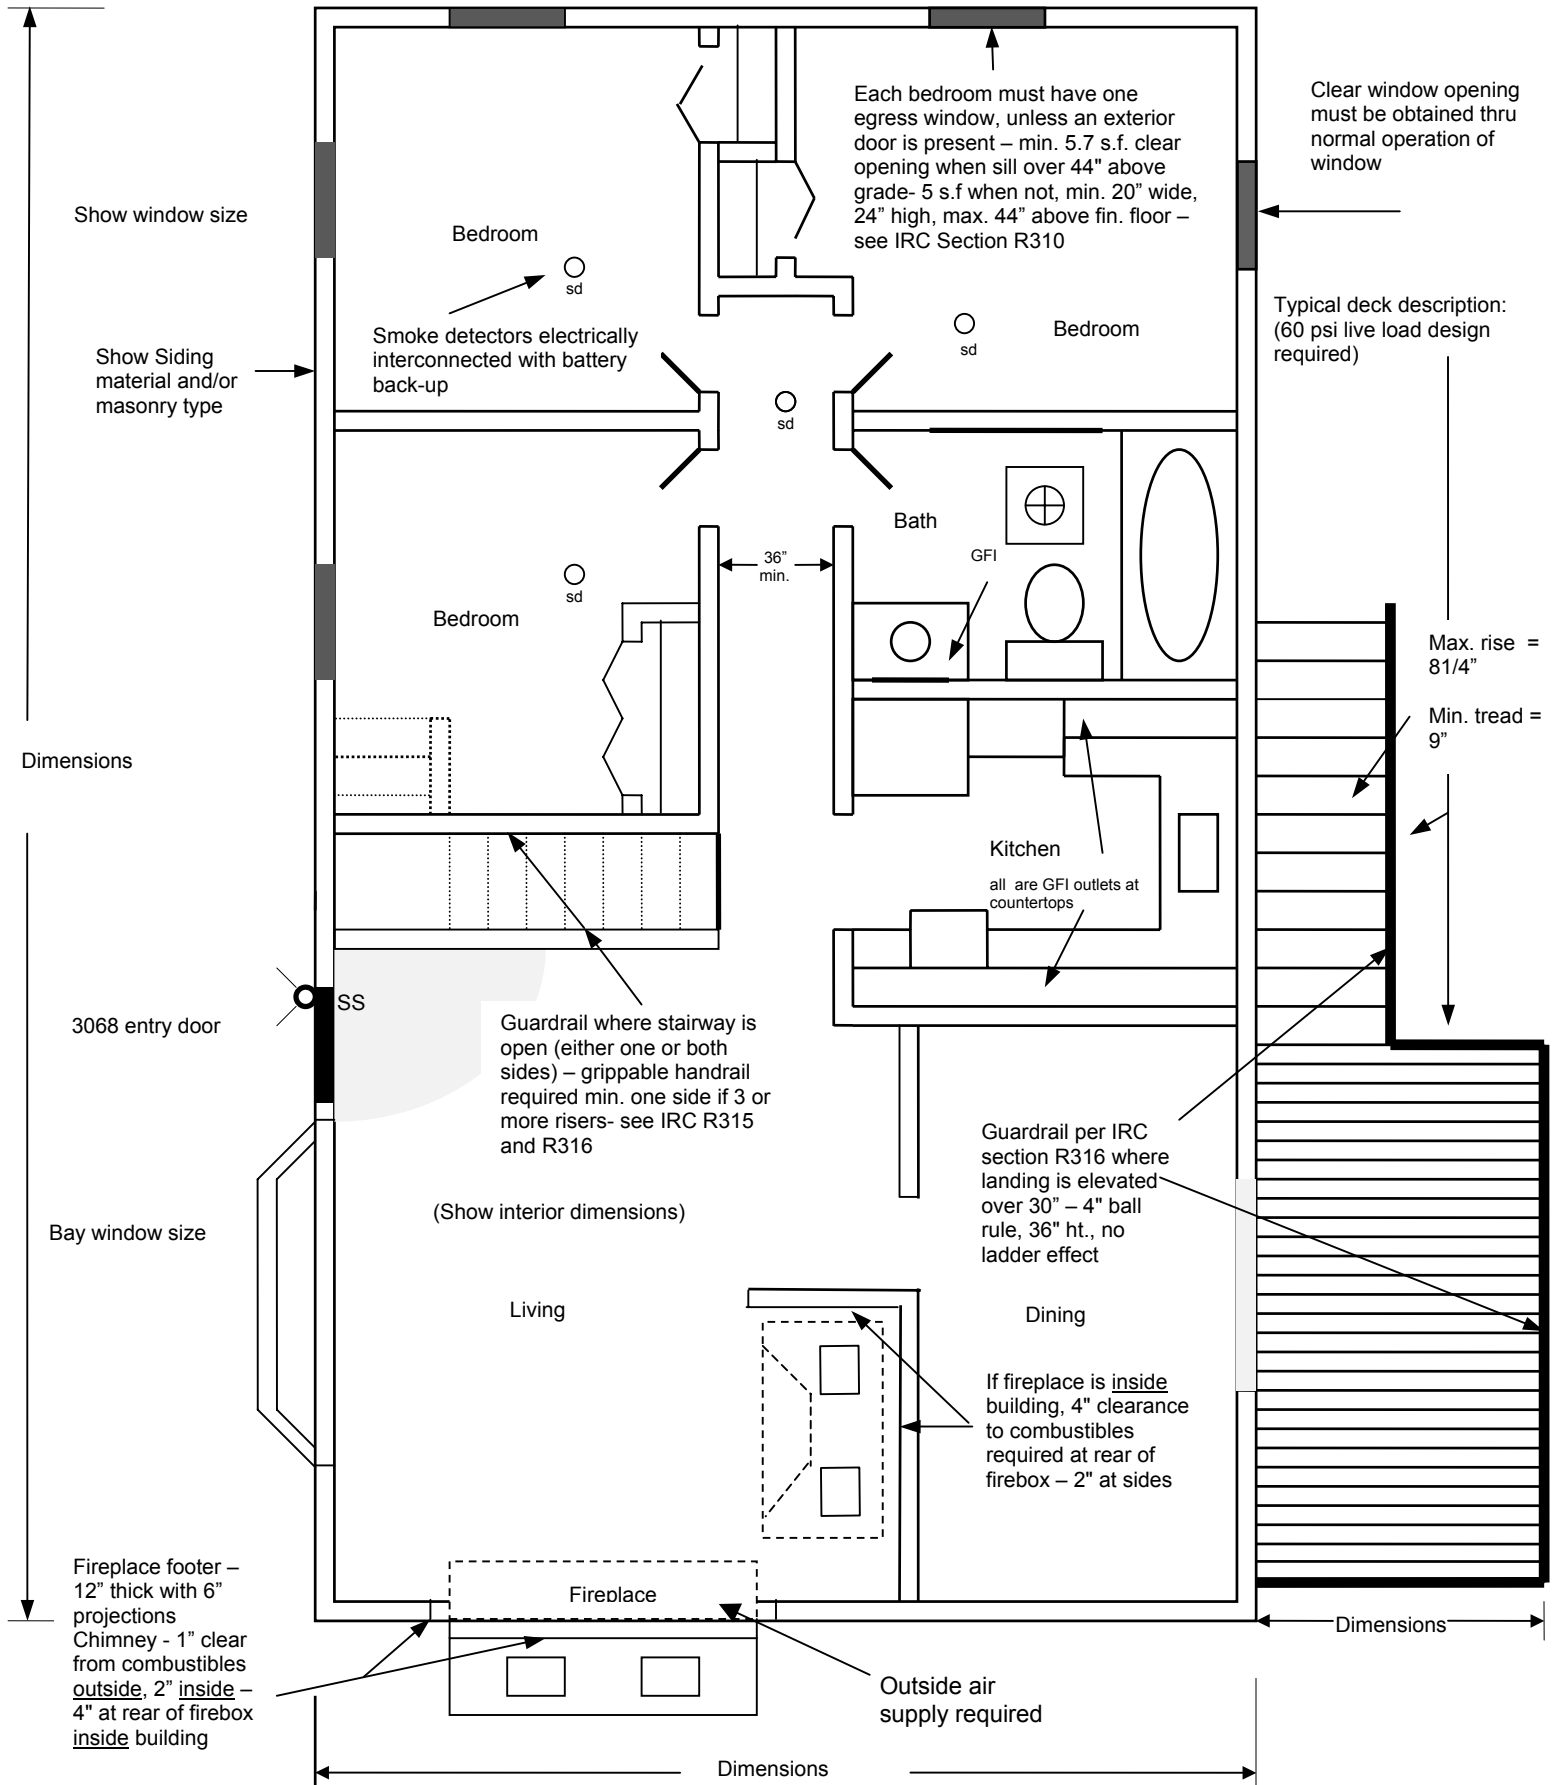 Each bedroom must have one
egress window, unless an exterior
door is present – min. 5.7 s.f. clear
opening when sill over 44" above
grade- 5 s.f when not, min. 20” wide,
24” high, max. 44” above fin. floor –
see IRC Section R310
Clear window opening
must be obtained thru
normal operation of
window
Show window size
Bedroom
sd
Smoke detectors electrically
interconnected with battery
back-up
Bedroom
sd
Typical deck description:
(60 psi live load design
required)
Show Siding
material and/or
masonry type
sd
Bath
GFI
36”
min.
Bedroom
sd
Max. rise =
81/4”
Min. tread =
9”
Dimensions
Kitchen
all are GFI outlets at
countertops
SS
3068 entry door
Guardrail where stairway is
open (either one or both
sides) – grippable handrail
required min. one side if 3 or
more risers- see IRC R315
and R316
Guardrail per IRC
section R316 where
landing is elevated
over 30” – 4" ball
rule, 36" ht., no
ladder effect
(Show interior dimensions)
Bay window size
Living
Dining
If fireplace is inside
building, 4" clearance
to combustibles
required at rear of
firebox – 2" at sides
Fireplace footer –
12” thick with 6”
projections
Chimney - 1” clear
from combustibles
outside, 2” inside –
4" at rear of firebox
inside building
Fireplace
Dimensions
Outside air
supply required
Dimensions